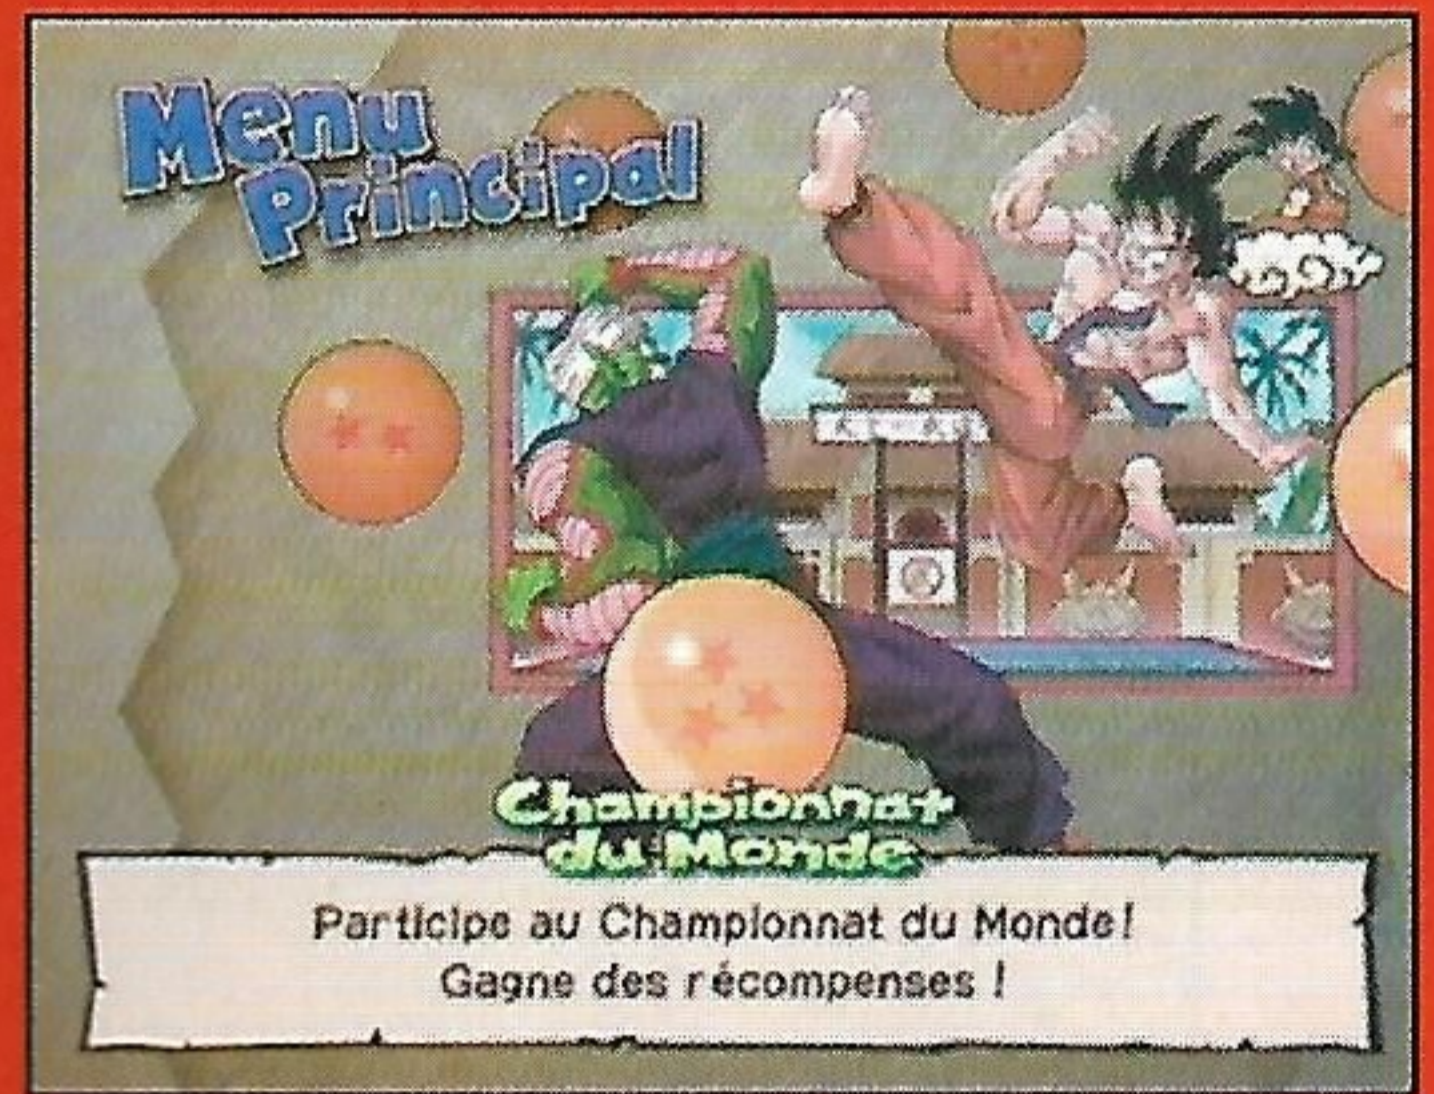 Menu
Principal
Championnat
du Monde
Participe au Championnat du Monde!
Gagne des récompenses !